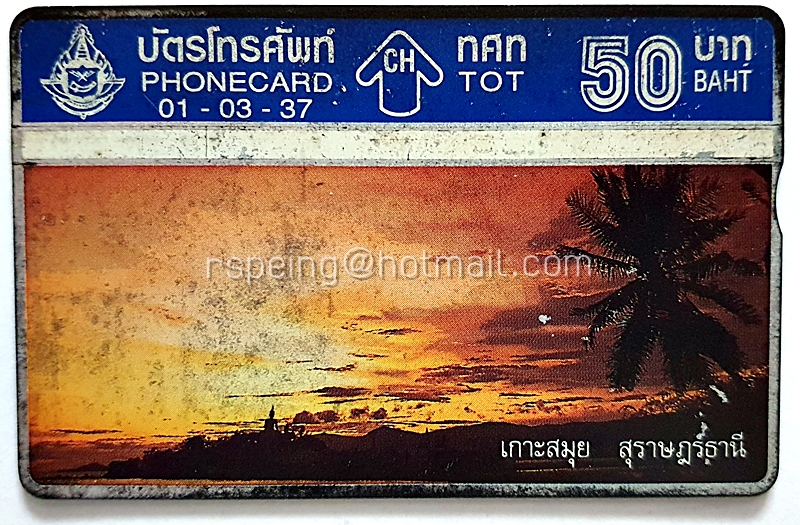 บัตรโทรศัพท์ CH ทศท 50 บาท
PHONECARD TOT BAHT
01 - 03 - 37
rspeing@hotmail.com
เกาะสมุย สุราษฎร์ธานี